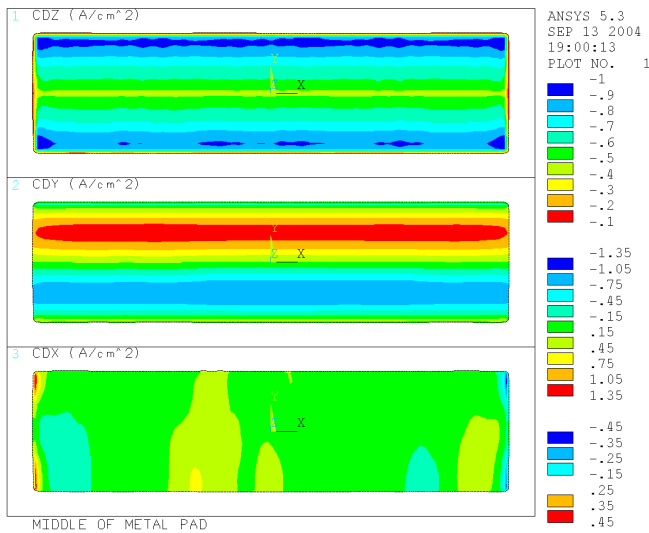 1 CDZ (A/cm^2)
Y
Z X
2 CDY (A/cm^2)
Y
Z X
3 CDX (A/cm^2)
Y
Z X
MIDDLE OF METAL PAD
ANSYS 5.3
SEP 13 2004
19:00:13
PLOT NO. 1
-1
-.9
-.8
-.7
-.6
-.5
-.4
-.3
-.2
-.1
-1.35
-1.05
-.75
-.45
-.15
.15
.45
.75
1.05
1.35
-.45
-.35
-.25
-.15
.25
.35
.45